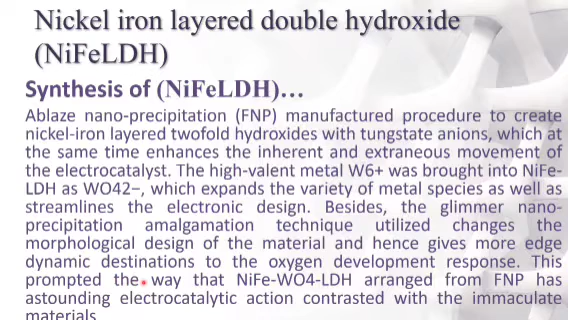 Nickel iron layered double hydroxide
(NiFeLDH)
Synthesis of (NiFeLDH)…
Ablaze nano-precipitation (FNP) manufactured procedure to create
nickel-iron layered twofold hydroxides with tungstate anions, which at
the same time enhances the inherent and extraneous movement of
the electrocatalyst. The high-valent metal W6+ was brought into NiFe-
LDH as WO42−, which expands the variety of metal species as well as
streamlines the electronic design. Besides, the glimmer nano-
precipitation amalgamation technique utilized changes the
morphological design of the material and hence gives more edge
dynamic destinations to the oxygen development response. This
prompted the way that NiFe-WO4-LDH arranged from FNP has
astounding electrocatalytic action contrasted with the immaculate
materials